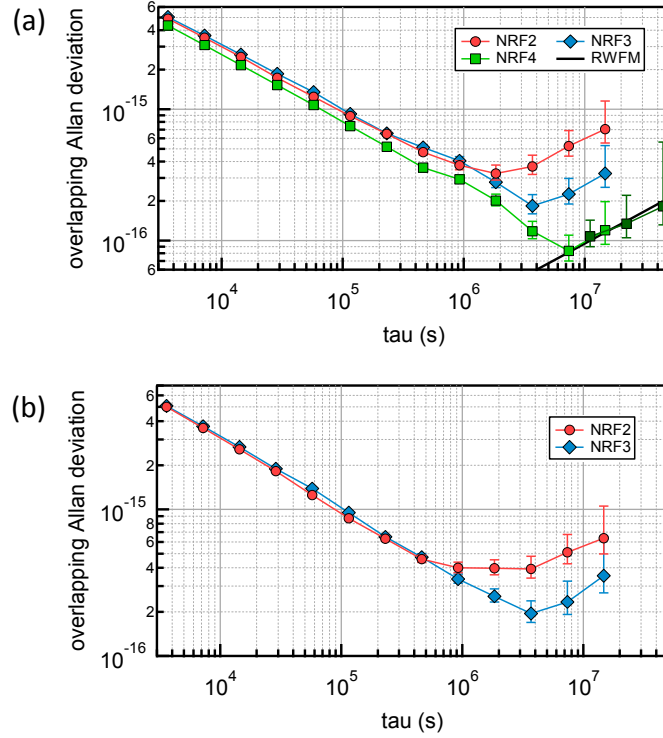 (a)
overlapping Allan deviation
6
4
2
10^-15
8
6
4
2
10^-16
8
6
NRF2 NRF3
NRF4 RWFM
10^4 10^5 10^6 10^7
tau (s)
(b)
overlapping Allan deviation
6
4
2
10^-15
8
6
4
2
10^-16
NRF2
NRF3
10^4 10^5 10^6 10^7
tau (s)